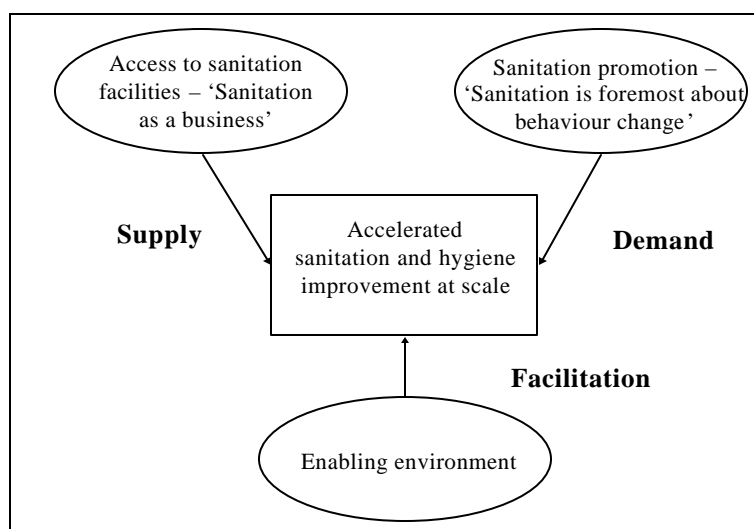 Access to sanitation
facilities – ‘Sanitation
as a business’
Sanitation promotion –
‘Sanitation is foremost about
behaviour change’
Supply
Accelerated
sanitation and hygiene
improvement at scale
Demand
Facilitation
Enabling environment